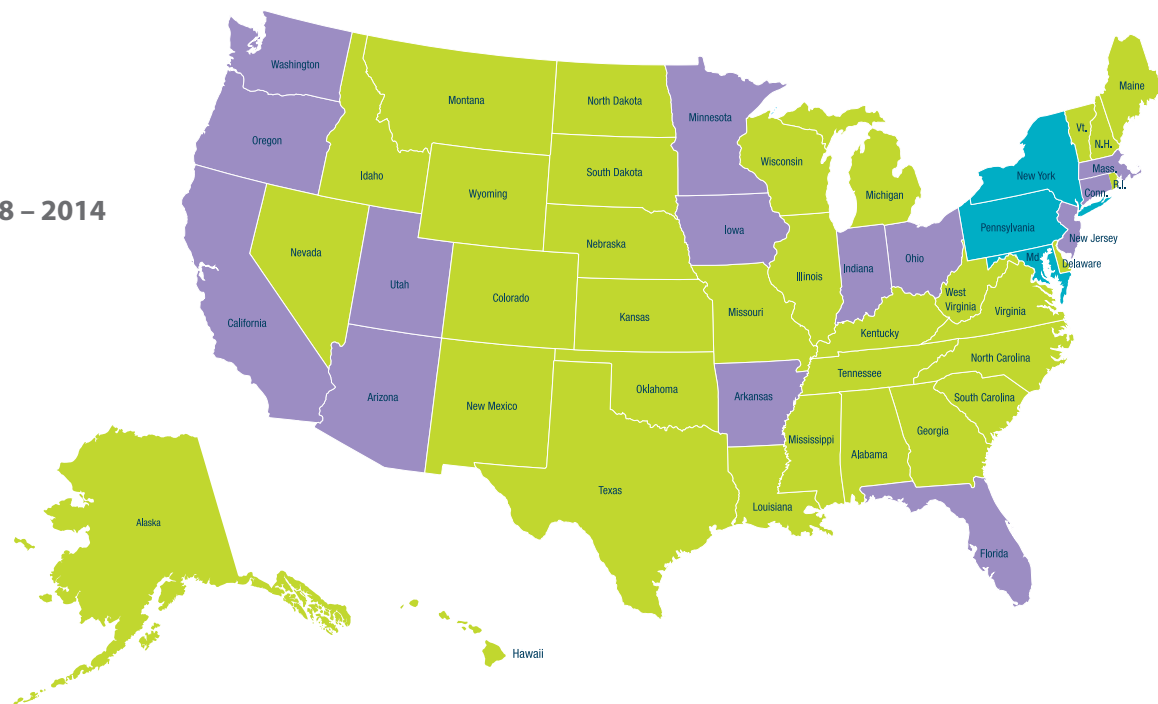 Maine
Washington
Montana
North Dakota
Minnesota
Vt.
Oregon
N.H.
Wisconsin
Mass.
Idaho
South Dakota
New York
R.I.
Wyoming
Michigan
Conn.
8 – 2014
Pennsylvania
Iowa
New Jersey
Nebraska
Nevada
Ohio
Md.
Indiana
Delaware
Illinois
Utah
Colorado
West
Virginia
Missouri
Virginia
Kansas
California
Kentucky
North Carolina
Tennessee
Oklahoma
Arizona
Arkansas
South Carolina
New Mexico
Georgia
Mississippi
Alabama
Texas
Louisiana
Alaska
Florida
Hawaii